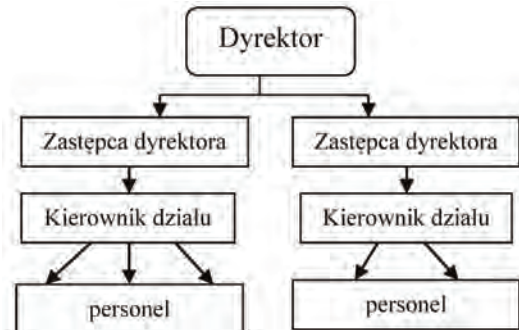 Dyrektor
Zastępca dyrektora
Zastępca dyrektora
Kierownik działu
Kierownik działu
personel
personel